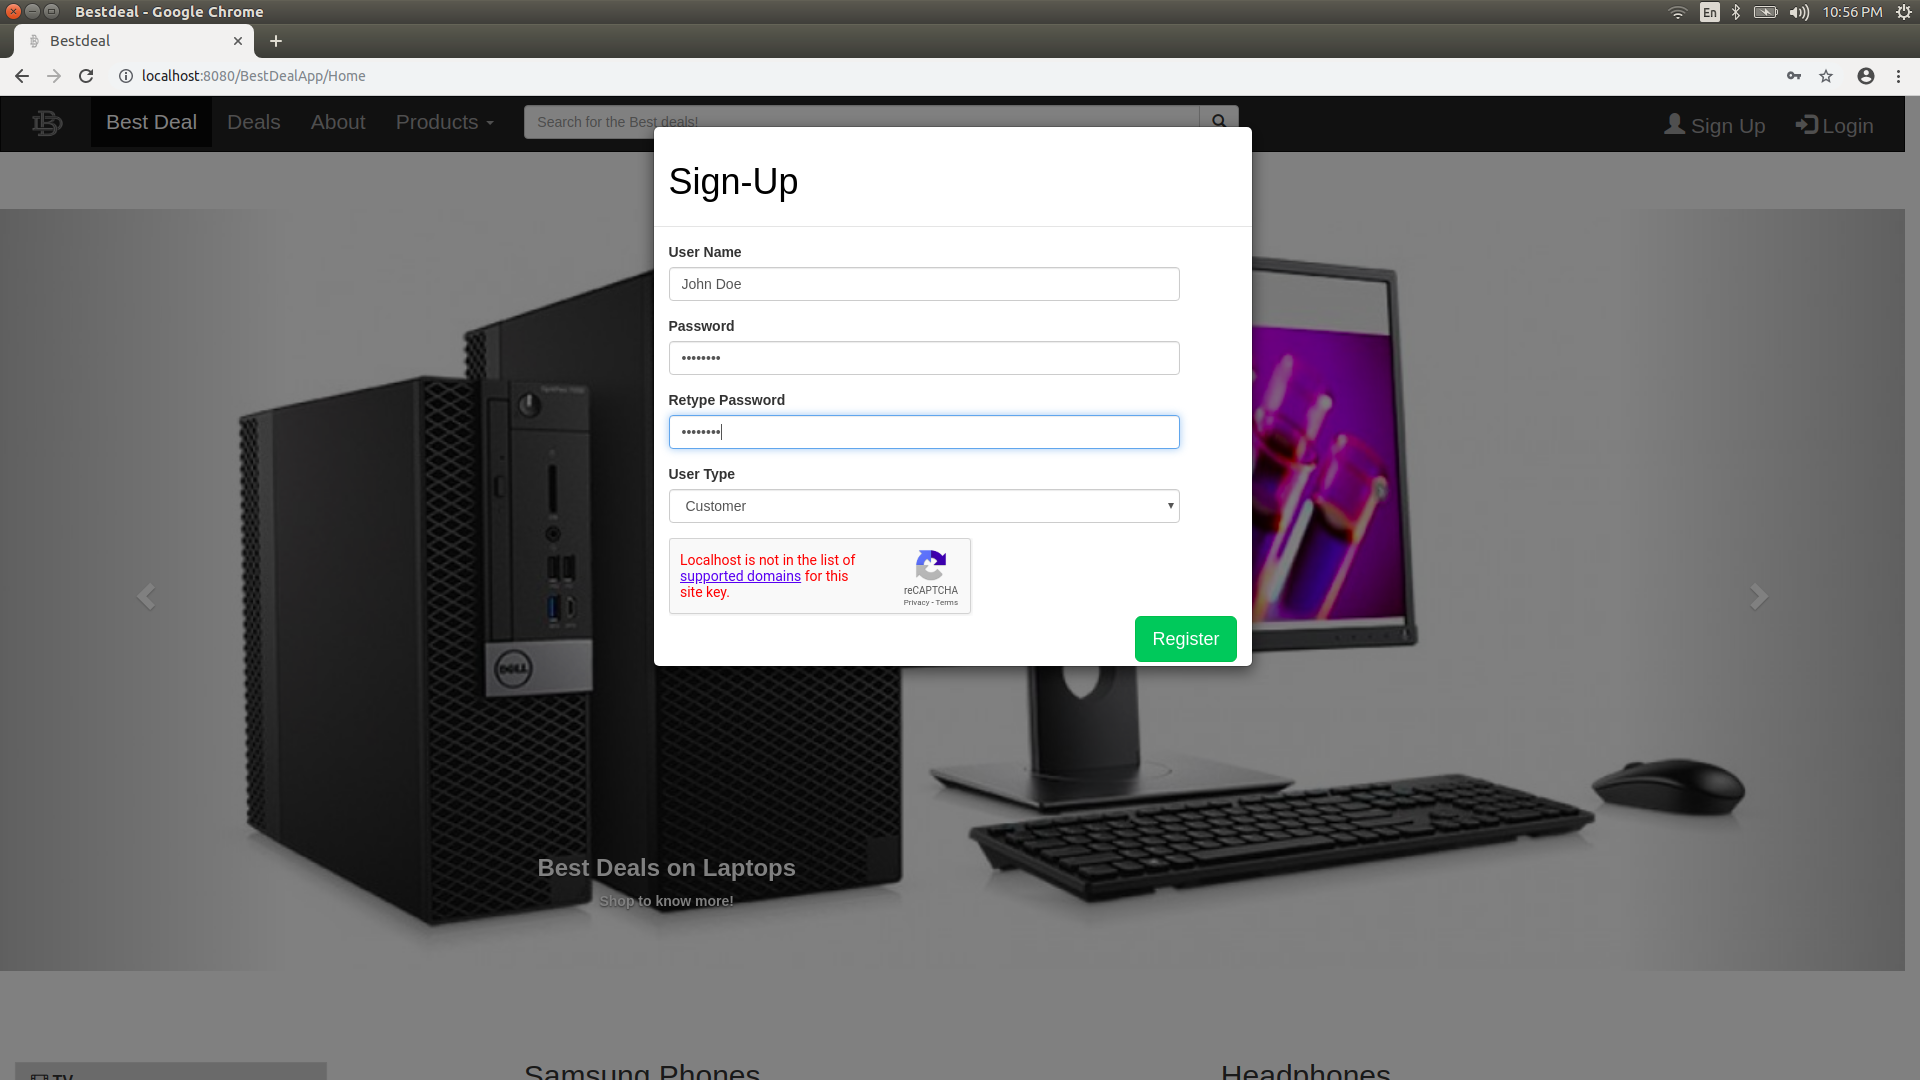 Bestdeal - Google Chrome
En
10:56 PM
Bestdeal
localhost:8080/BestDealApp/Home
Best Deal
Deals
About
Products
Search for the Best deals!
Sign Up
Login
Sign-Up
User Name
John Doe
Password
••••••••
Retype Password
••••••••
User Type
Customer
Localhost is not in the list of
supported domains for this
site key.
reCAPTCHA
Privacy - Terms
Register
DELL
Best Deals on Laptops
Shop to know more!
TV
Samsung Phones
Headphones